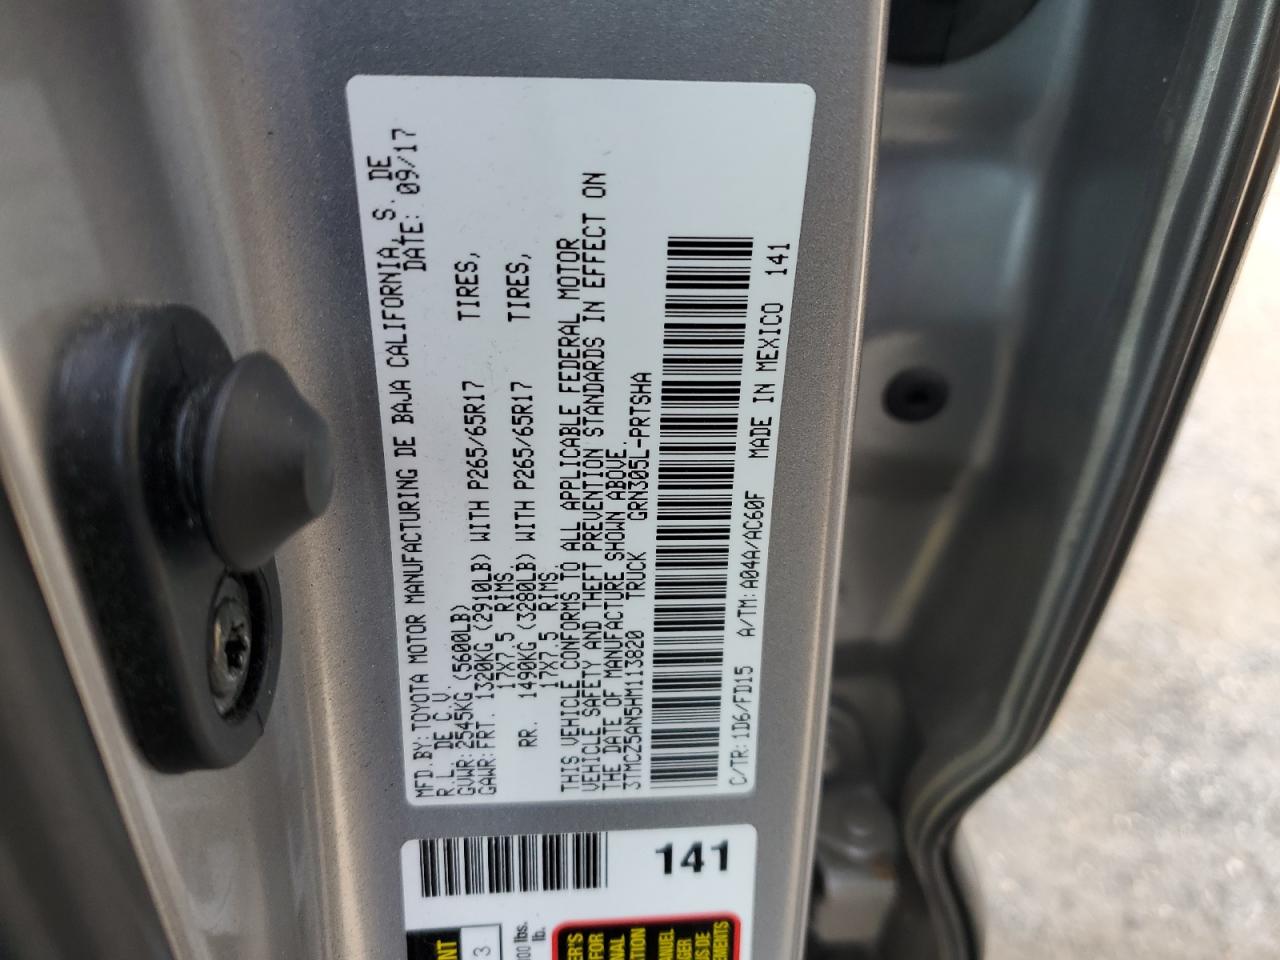 MFD.BY:TOYOTA MOTOR MANUFACTURING DE BAJA CALIFORNIA, S. DE
R.L. DE C.V. DATE: 09/17
GVWR:2545KG (5600LB)
GAWR:FRT. 1320KG (2910LB) WITH P265/65R17 TIRES,
17X7.5 RIMS,
RR. 1490KG (3280LB) WITH P265/65R17 TIRES,
17X7.5 RIMS.
THIS VEHICLE CONFORMS TO ALL APPLICABLE FEDERAL MOTOR
VEHICLE SAFETY AND THEFT PREVENTION STANDARDS IN EFFECT ON
THE DATE OF MANUFACTURE SHOWN ABOVE.
3TMCZ5AN5HM113820 TRUCK GRN305L-PRTSHA
C/TR:1D6/FD15 A/TM:A04A/AC60F MADE IN MEXICO 141
141
3
lbs.
lb.